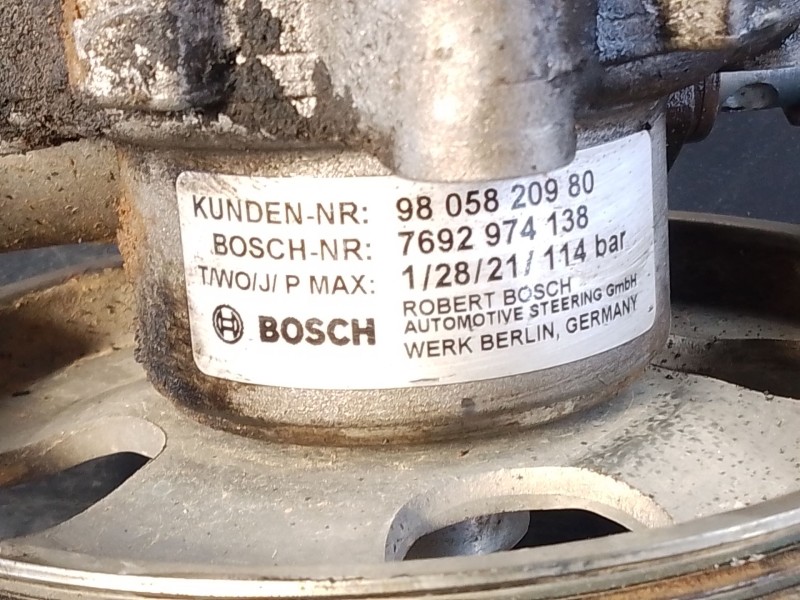 KUNDEN-NR: 98 058 209 80
BOSCH-NR: 7692 974 138
T/WO/J/ P MAX: 1/28/21/ 114 bar
BOSCH
ROBERT BOSCH
AUTOMOTIVE STEERING GmbH
WERK BERLIN, GERMANY